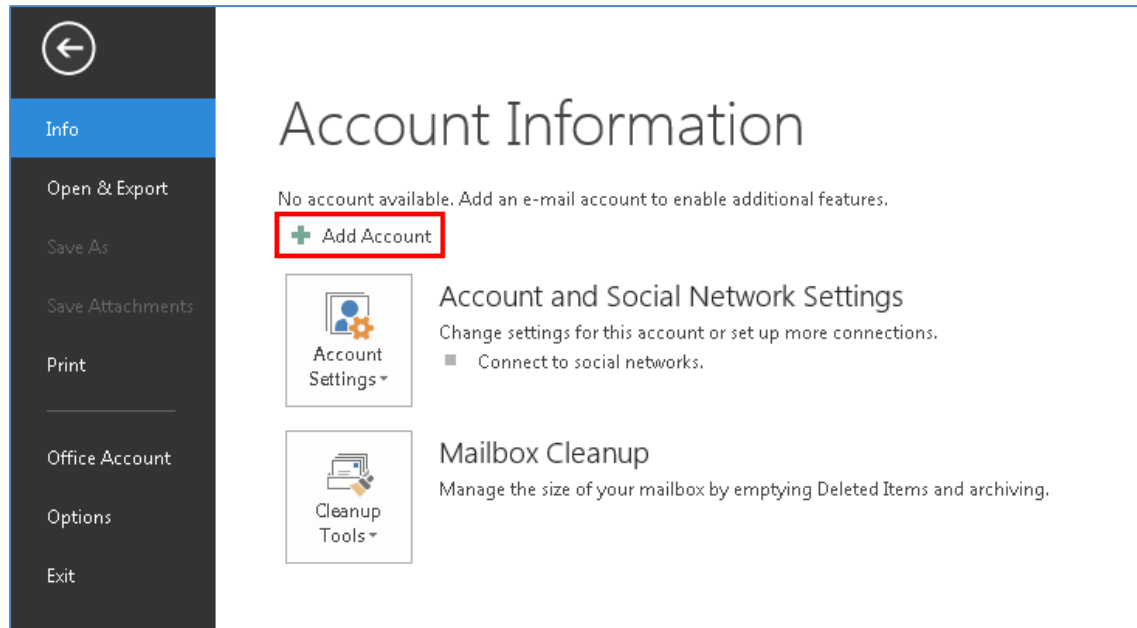 Info
Open & Export
Save As
Save Attachments
Print
Office Account
Options
Exit
Account Information
No account available. Add an e-mail account to enable additional features.
Add Account
Account
Settings
Account and Social Network Settings
Change settings for this account or set up more connections.
Connect to social networks.
Cleanup
Tools
Mailbox Cleanup
Manage the size of your mailbox by emptying Deleted Items and archiving.